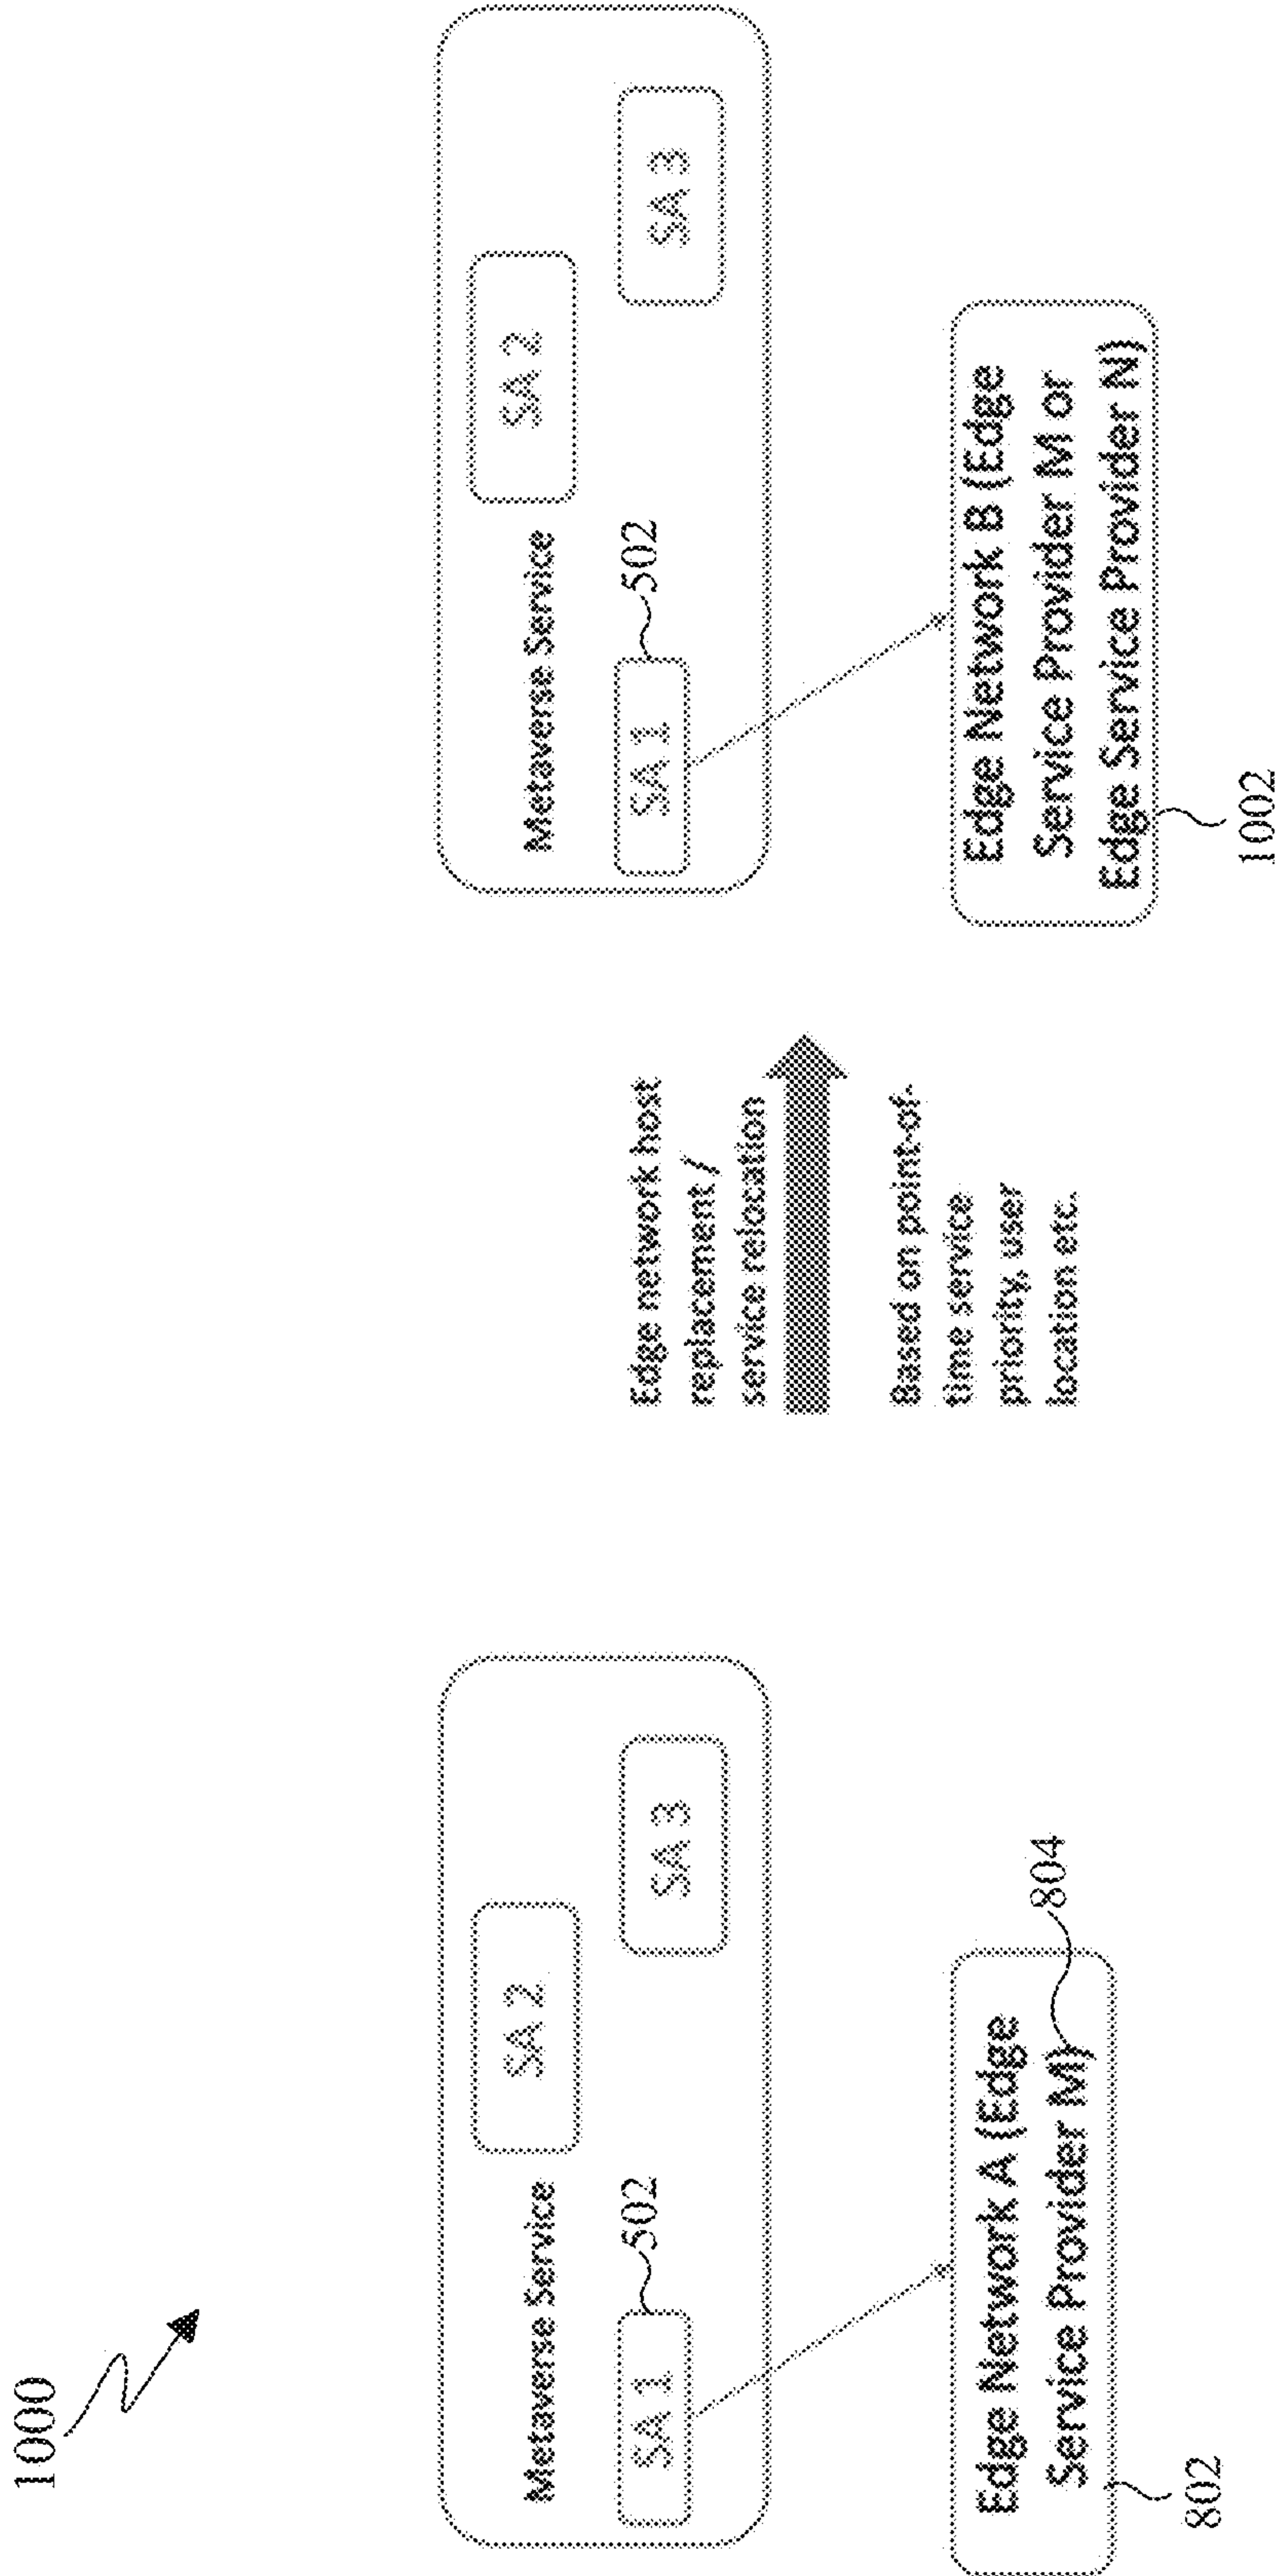 1000
Metaverse Service
SA 2
SA 1
502
SA 3
Edge Network A (Edge
Service Provider M)
804
802
Edge network host
replacement /
service relocation
Based on point-of-
time service
priority, user
location etc.
Metaverse Service
SA 2
SA 1
502
SA 3
Edge Network B (Edge
Service Provider M or
Edge Service Provider N)
1002